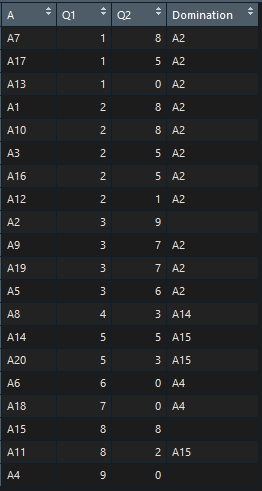 A Q1 Q2 Domination
A7 1 8 A2
A17 1 5 A2
A13 1 0 A2
A1 2 8 A2
A10 2 8 A2
A3 2 5 A2
A16 2 5 A2
A12 2 1 A2
A2 3 9
A9 3 7 A2
A19 3 7 A2
A5 3 6 A2
A8 4 3 A14
A14 5 5 A15
A20 5 3 A15
A6 6 0 A4
A18 7 0 A4
A15 8 8
A11 8 2 A15
A4 9 0